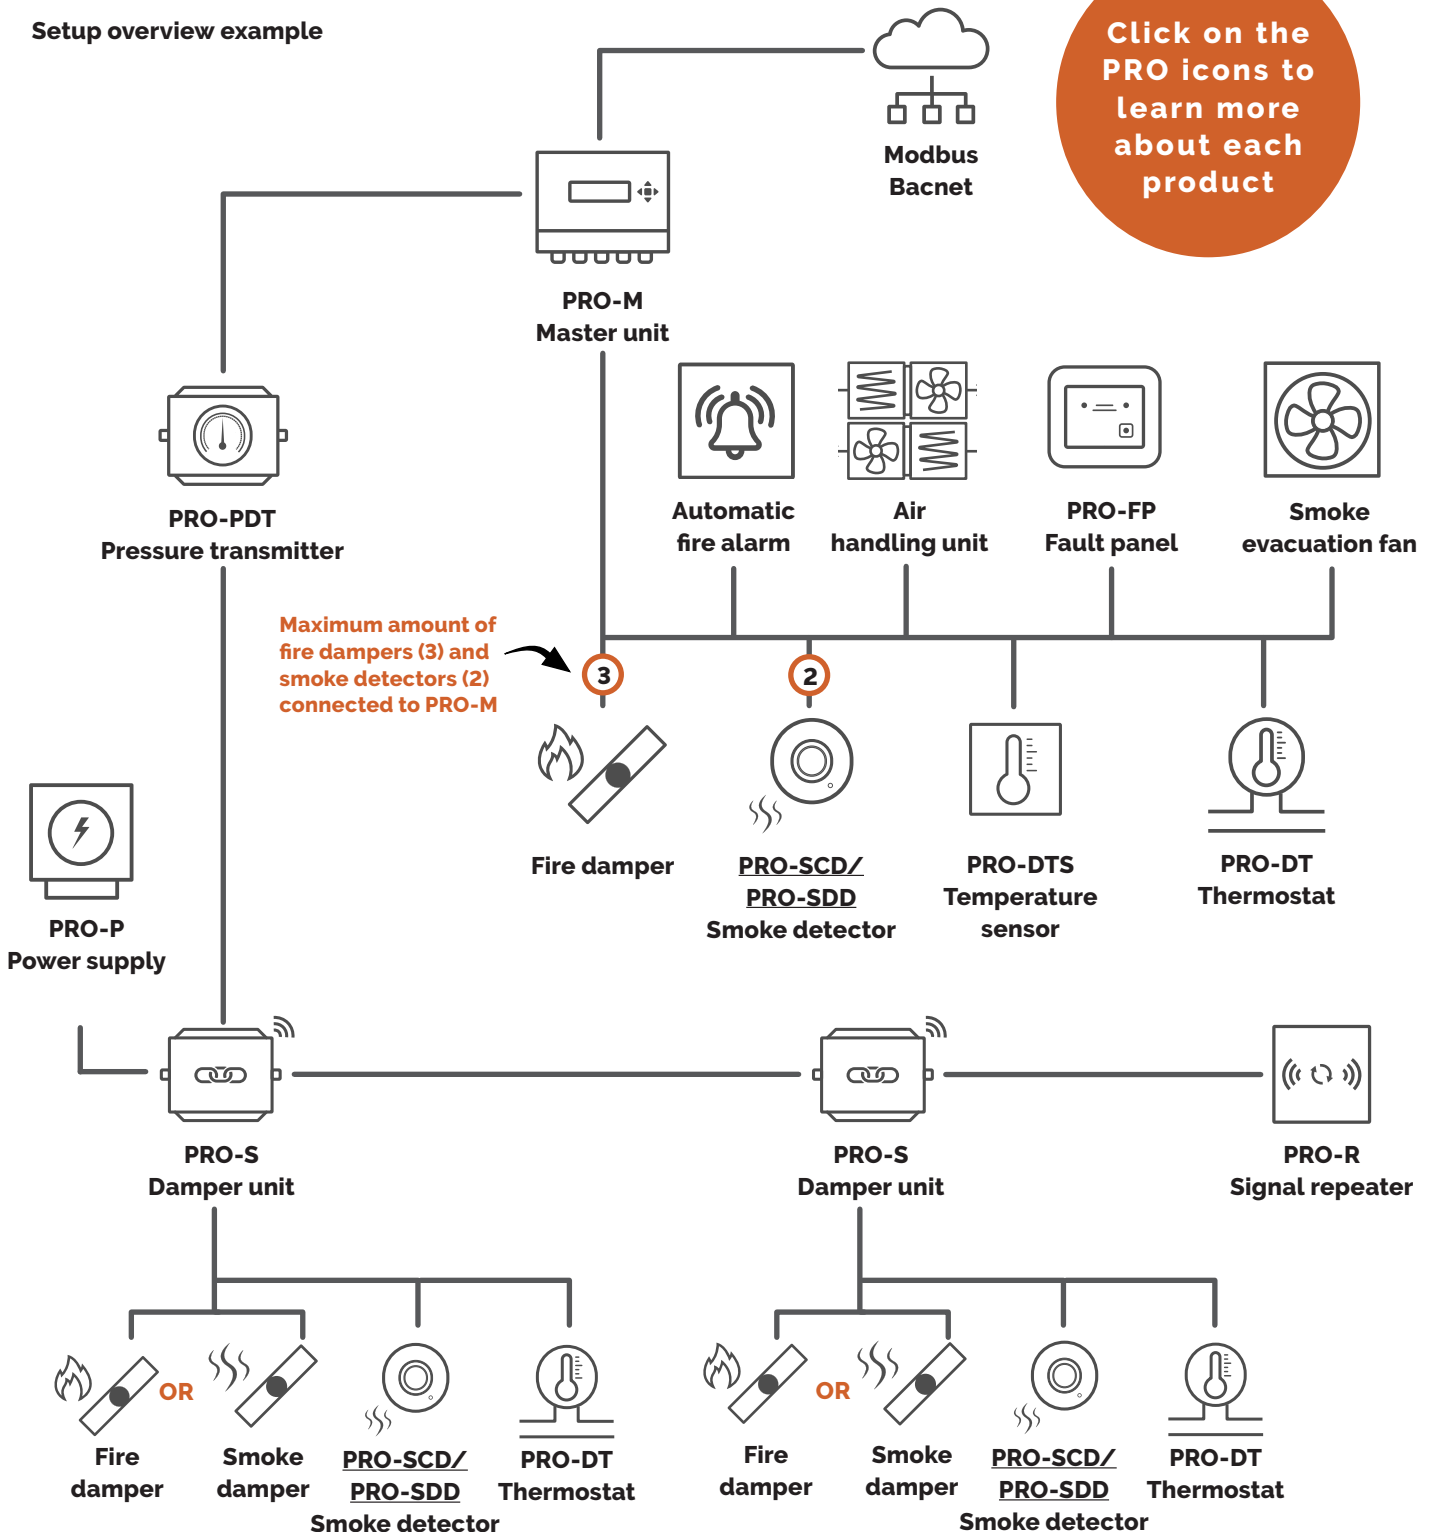 Setup overview example
Click on the
PRO icons to
learn more
about each
product
Modbus
Bacnet
PRO-M
Master unit
PRO-PDT
Pressure transmitter
Automatic
fire alarm
Air
handling unit
PRO-FP
Fault panel
Smoke
evacuation fan
Maximum amount of
fire dampers (3) and
smoke detectors (2)
connected to PRO-M
3
2
Fire damper
PRO-SCD/
PRO-SDD
Smoke detector
PRO-DTS
Temperature
sensor
PRO-DT
Thermostat
PRO-P
Power supply
PRO-S
Damper unit
PRO-S
Damper unit
PRO-R
Signal repeater
OR
Fire
damper
Smoke
damper
PRO-SCD/
PRO-SDD
Smoke detector
PRO-DT
Thermostat
OR
Fire
damper
Smoke
damper
PRO-SCD/
PRO-SDD
Smoke detector
PRO-DT
Thermostat